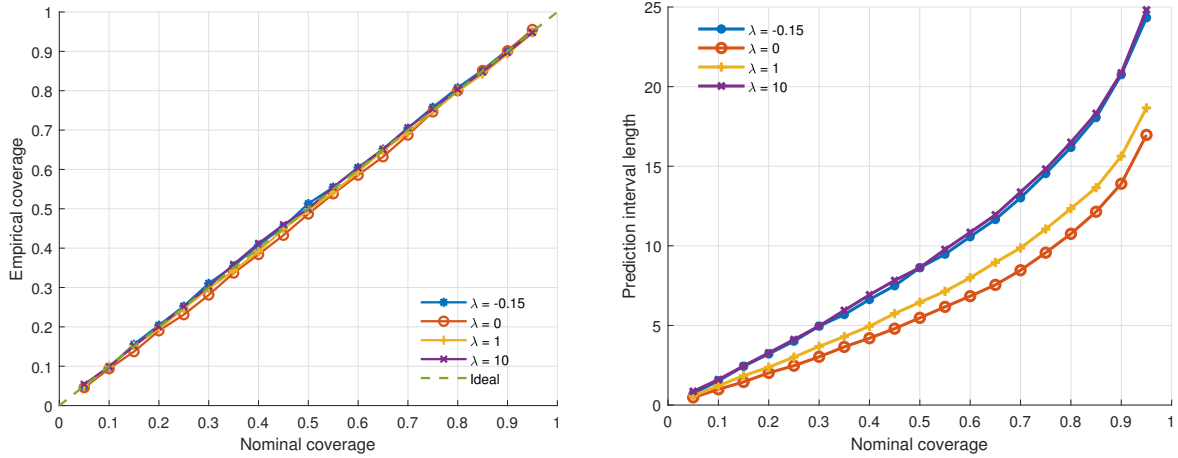 1
0.9
0.8
0.7
0.6
0.5
0.4
0.3
0.2
0.1
0
Empirical coverage
λ = -0.15
λ = 0
λ = 1
λ = 10
Ideal
0 0.1 0.2 0.3 0.4 0.5 0.6 0.7 0.8 0.9 1
Nominal coverage
25
20
15
10
5
0
Prediction interval length
λ = -0.15
λ = 0
λ = 1
λ = 10
0 0.1 0.2 0.3 0.4 0.5 0.6 0.7 0.8 0.9 1
Nominal coverage